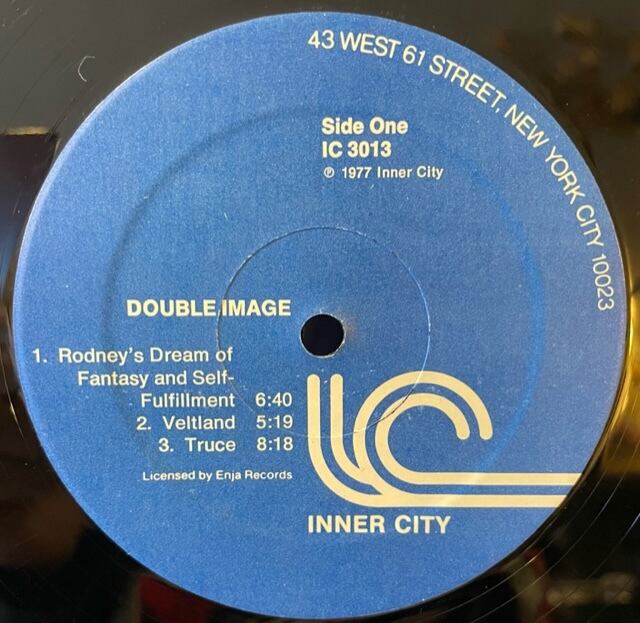 43 WEST 61 STREET, NEW YORK CITY 10023
Side One
IC 3013
℗ 1977 Inner City
DOUBLE IMAGE
1. Rodney's Dream of
Fantasy and Self-
Fulfillment 6:40
2. Veltland 5:19
3. Truce 8:18
Licensed by Enja Records
IC
INNER CITY